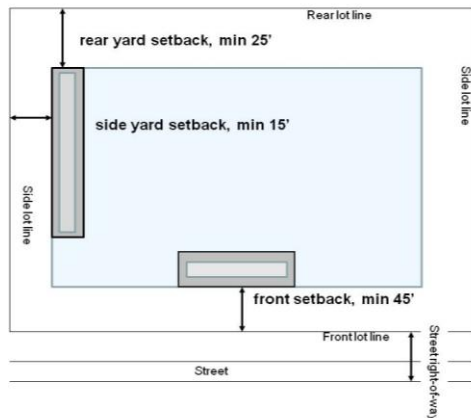 Rear lot line
rear yard setback, min 25'
Side lot line
side yard setback, min 15'
Side lot line
front setback, min 45'
Front lot line
Street
Street right-of-way